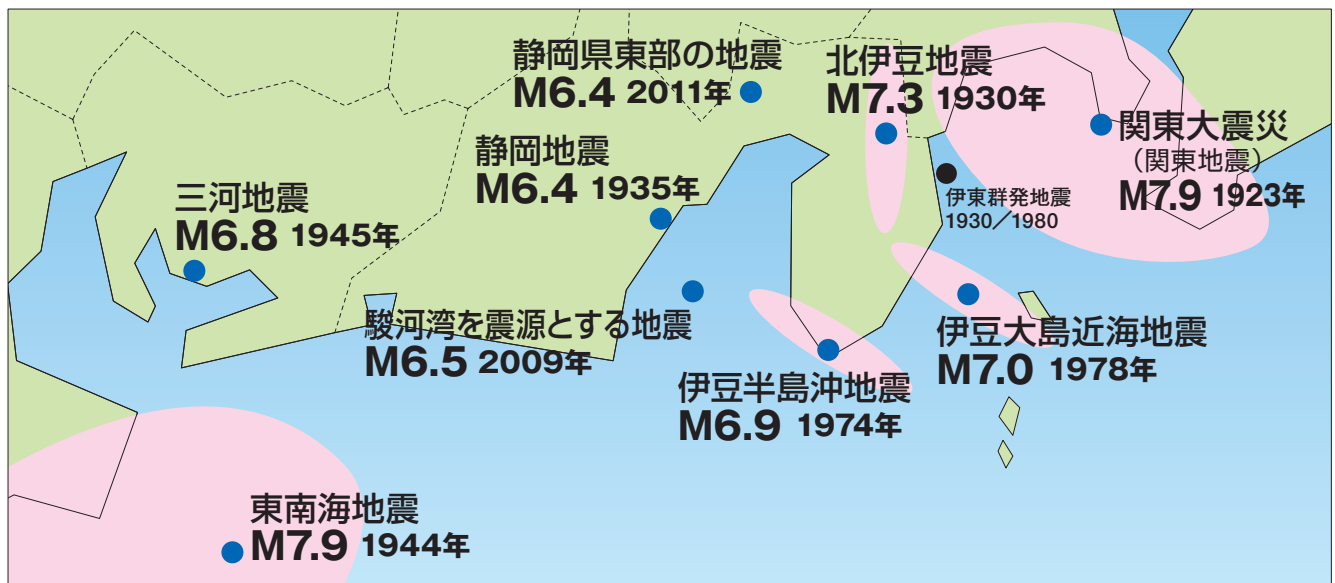 静岡県東部の地震
M6.4 2011年
北伊豆地震
M7.3 1930年
関東大震災
（関東地震）
M7.9 1923年
静岡地震
M6.4 1935年
伊東群発地震
1930／1980
三河地震
M6.8 1945年
駿河湾を震源とする地震
M6.5 2009年
伊豆大島近海地震
M7.0 1978年
伊豆半島沖地震
M6.9 1974年
東南海地震
M7.9 1944年